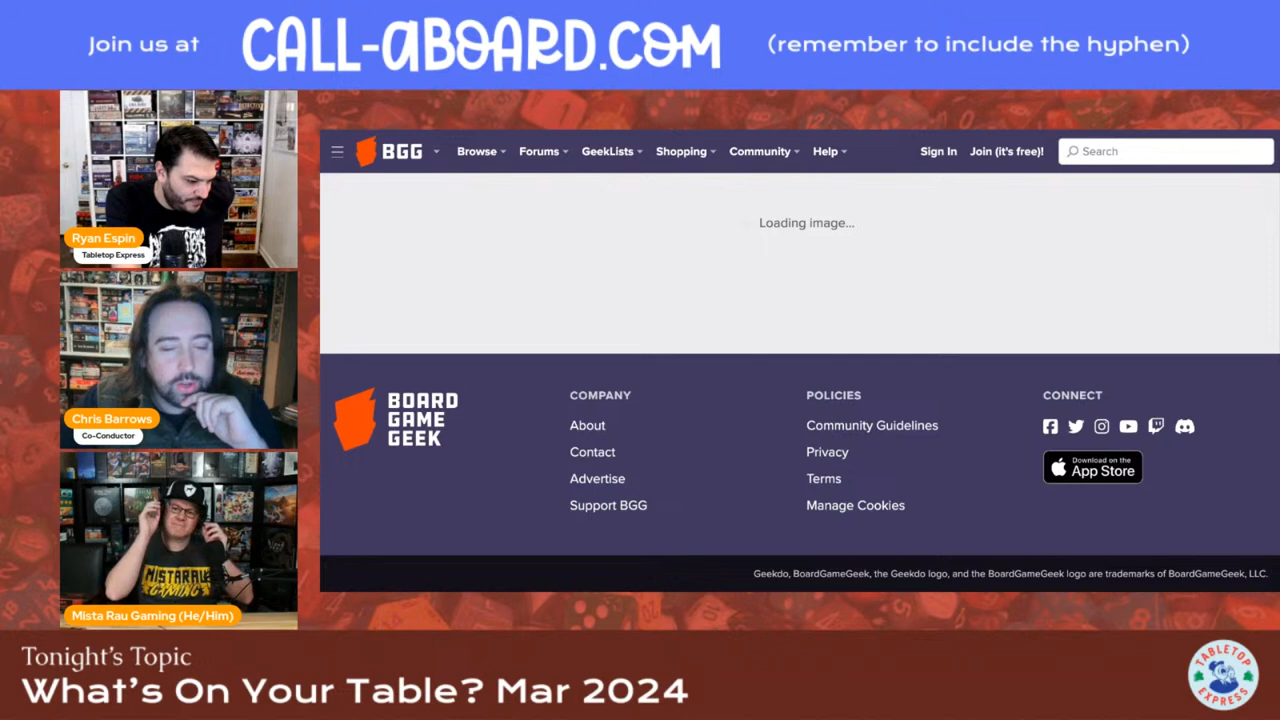 Join us at CALL-aBOARD.COM (remember to include the hyphen)
Ryan Espin
Tabletop Express
Chris Barrows
Co-Conductor
MISTARAU
GAMING
Mista Rau Gaming (He/Him)
BGG Browse Forums GeekLists Shopping Community Help Sign In Join (it's free)! Search
Loading image...
BOARD
GAME
GEEK
COMPANY
About
Contact
Advertise
Support BGG
POLICIES
Community Guidelines
Privacy
Terms
Manage Cookies
CONNECT
Download on the
App Store
Geekdo, BoardGameGeek, the Geekdo logo, and the BoardGameGeek logo are trademarks of BoardGameGeek, LLC.
Tonight's Topic
What's On Your Table? Mar 2024
TABLETOP
EXPRESS